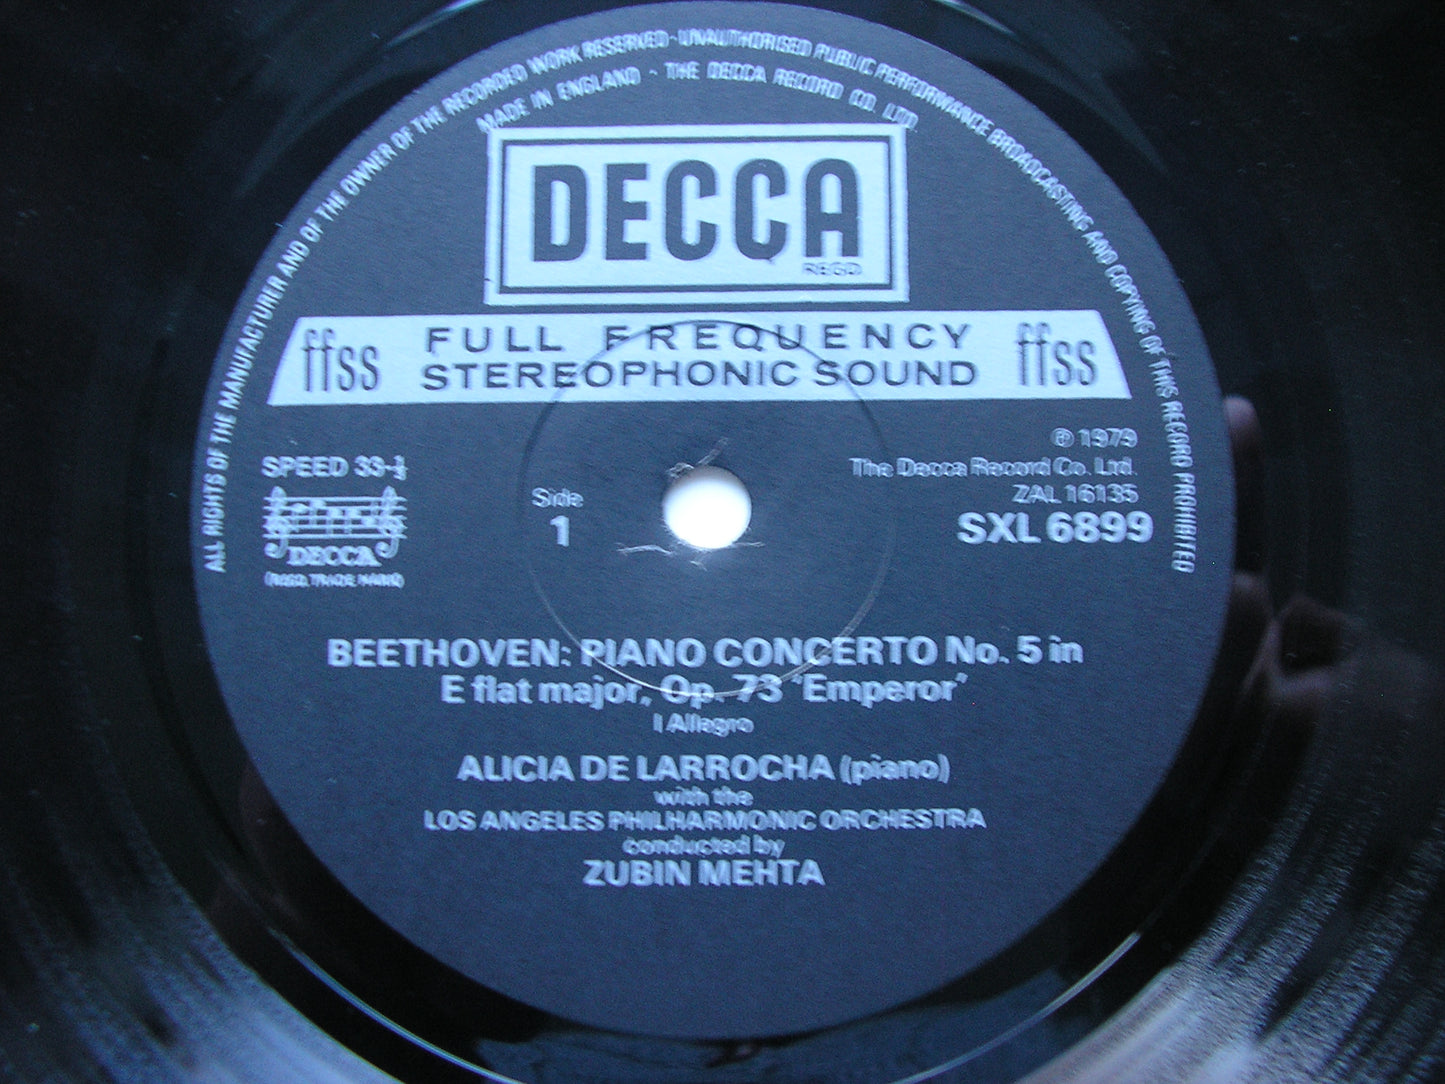 ALL RIGHTS OF THE MANUFACTURER AND OF THE OWNER OF THE RECORDED WORK RESERVED · UNAUTHORISED PUBLIC PERFORMANCE BROADCASTING AND COPYING OF THIS RECORD PROHIBITED
MADE IN ENGLAND · THE DECCA RECORD CO. LTD.
DECCA
REGD.
ffss FULL FREQUENCY ffss
STEREOPHONIC SOUND
SPEED 33-⅓
DECCA
(REGD. TRADE MARK)
Side
1
℗ 1979
The Decca Record Co. Ltd.
ZAL 16135
SXL 6899
BEETHOVEN: PIANO CONCERTO No. 5 in
E flat major, Op. 73 'Emperor'
I Allegro
ALICIA DE LARROCHA (piano)
with the
LOS ANGELES PHILHARMONIC ORCHESTRA
conducted by
ZUBIN MEHTA